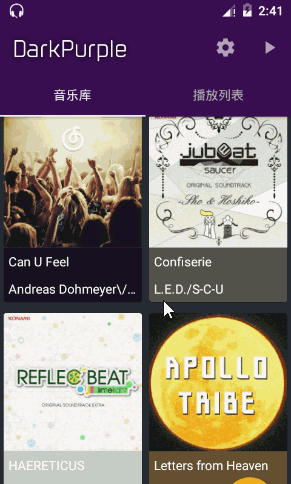 2:41
DarkPurple
音乐库
播放列表
jubeat
saucer
ORIGINAL SOUNDTRACK
-Sho & Hoshiko-
Can U Feel
Confiserie
Andreas Dohmeyer\/...
L.E.D./S-C-U
KONAMI
REFLEC BEAT
limelight
ORIGINAL SOUNDTRACK EXTRA
APOLLO
TRIBE
HAERETICUS
Letters from Heaven